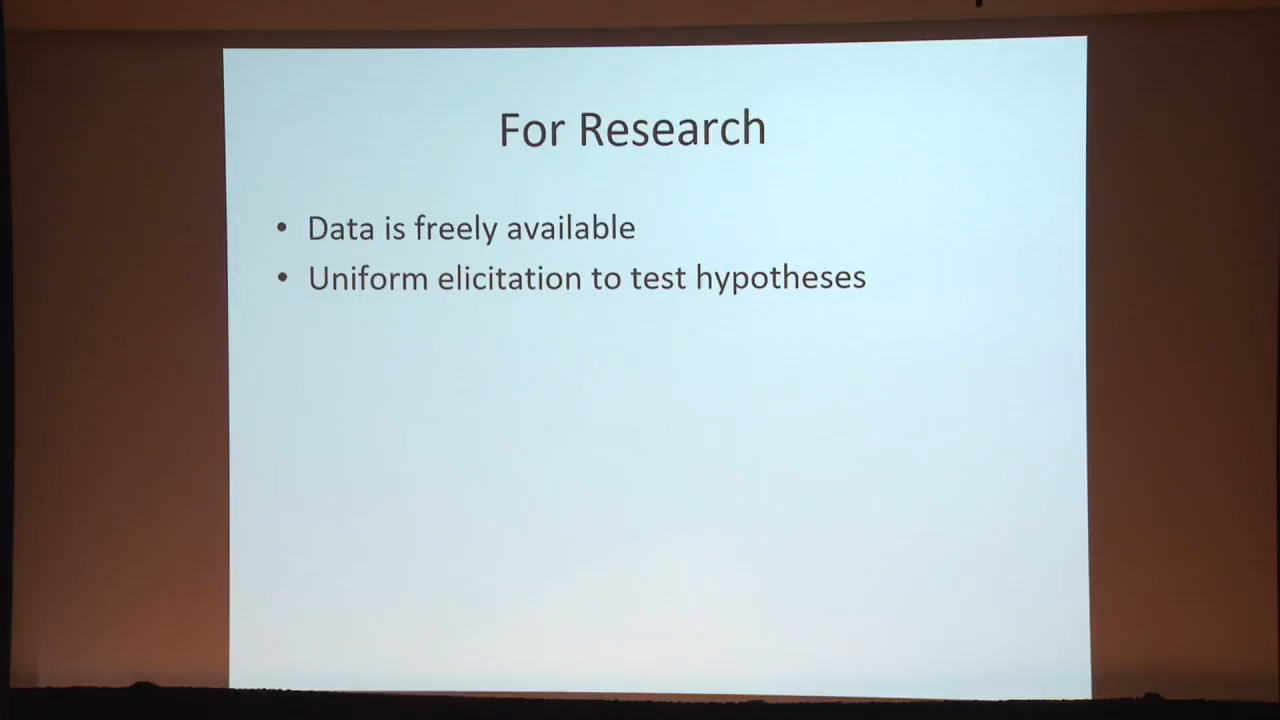 For Research
• Data is freely available
• Uniform elicitation to test hypotheses